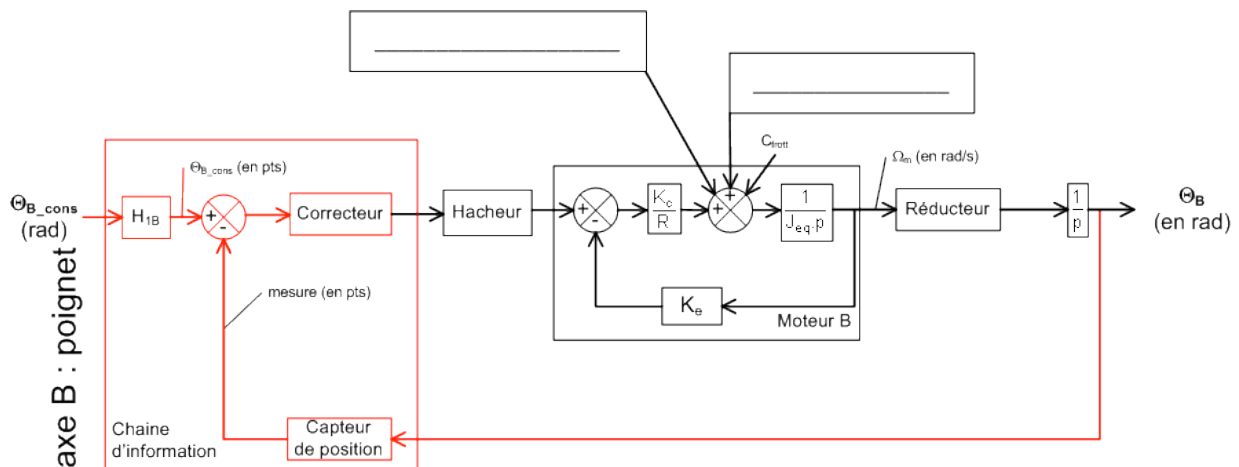 C_frott
Θ_B_cons (en pts)
Ω_m (en rad/s)
Θ_B_cons
(rad)
H_1B
+
-
Correcteur
Hacheur
+
-
K_c
R
+
+
1
J_eq.p
Réducteur
1
p
Θ_B
(en rad)
mesure (en pts)
K_e
Moteur B
axe B : poignet
Chaine
d'information
Capteur
de position